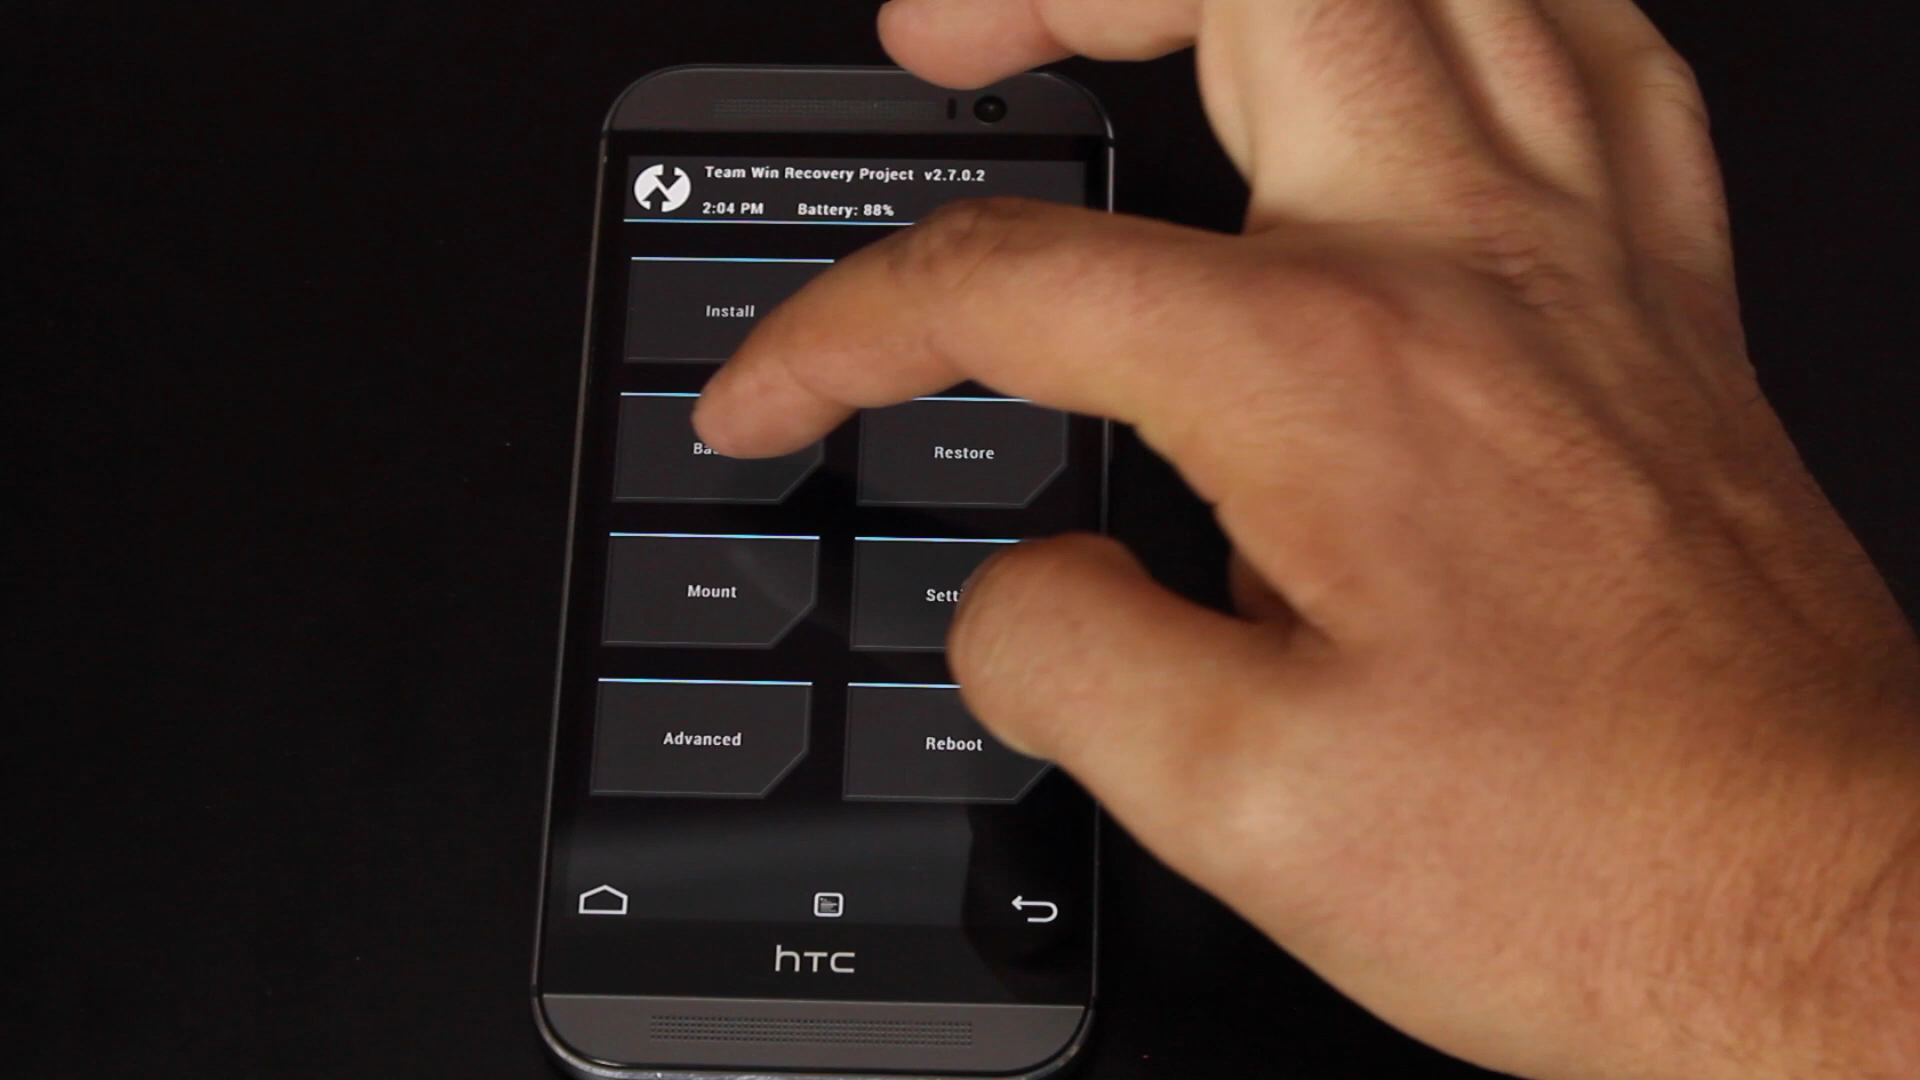 Team Win Recovery Project v2.7.0.2
2:04 PM Battery: 88%
Install
Restore
Mount
Advanced
Reboot
hTC